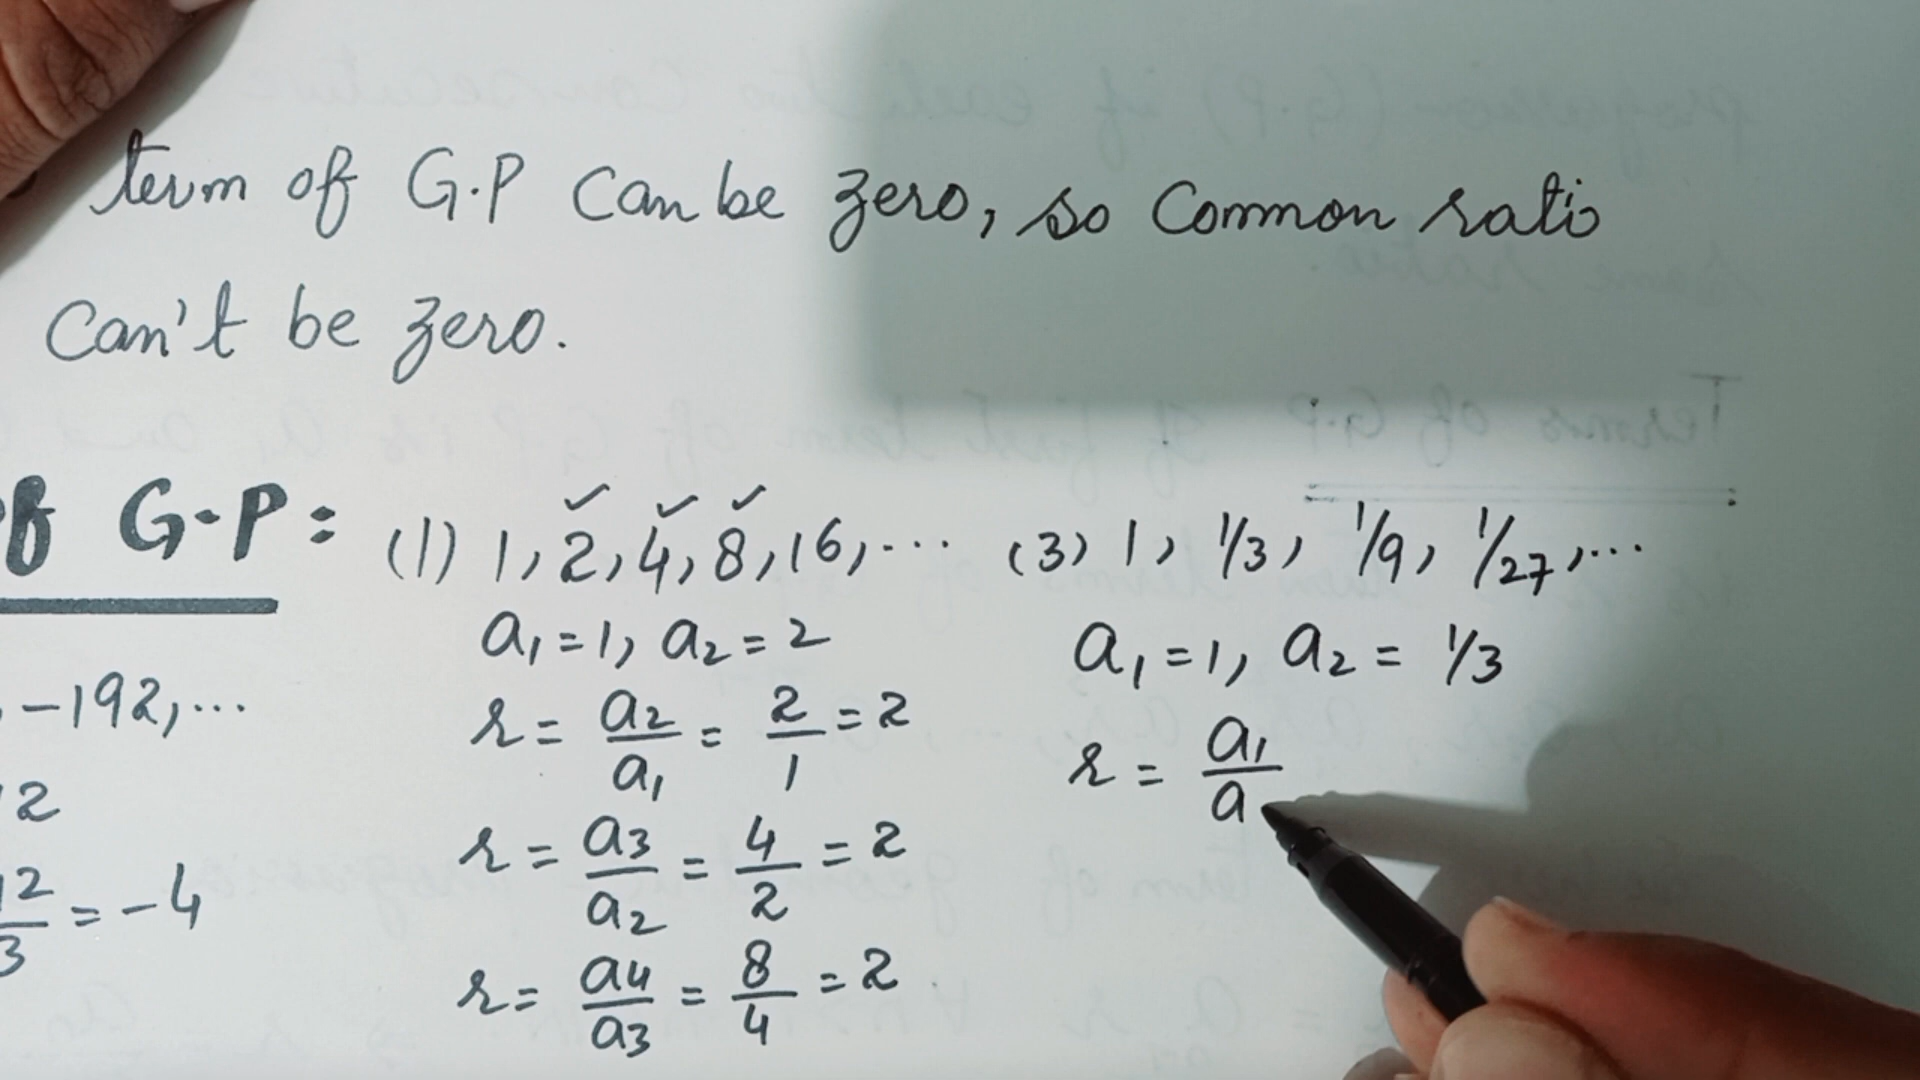 term of G.P Can be zero, so Common ratio
Can't be zero.
of G.P: (1) 1, 2, 4, 8, 16, ... (3) 1, 1/3, 1/9, 1/27, ...
a₁ = 1, a₂ = 2
r = a₂/a₁ = 2/1 = 2
r = a₃/a₂ = 4/2 = 2
r = a₄/a₃ = 8/4 = 2
a₁ = 1, a₂ = 1/3
r = a₁/a
-192, ...
2
12/3 = -4